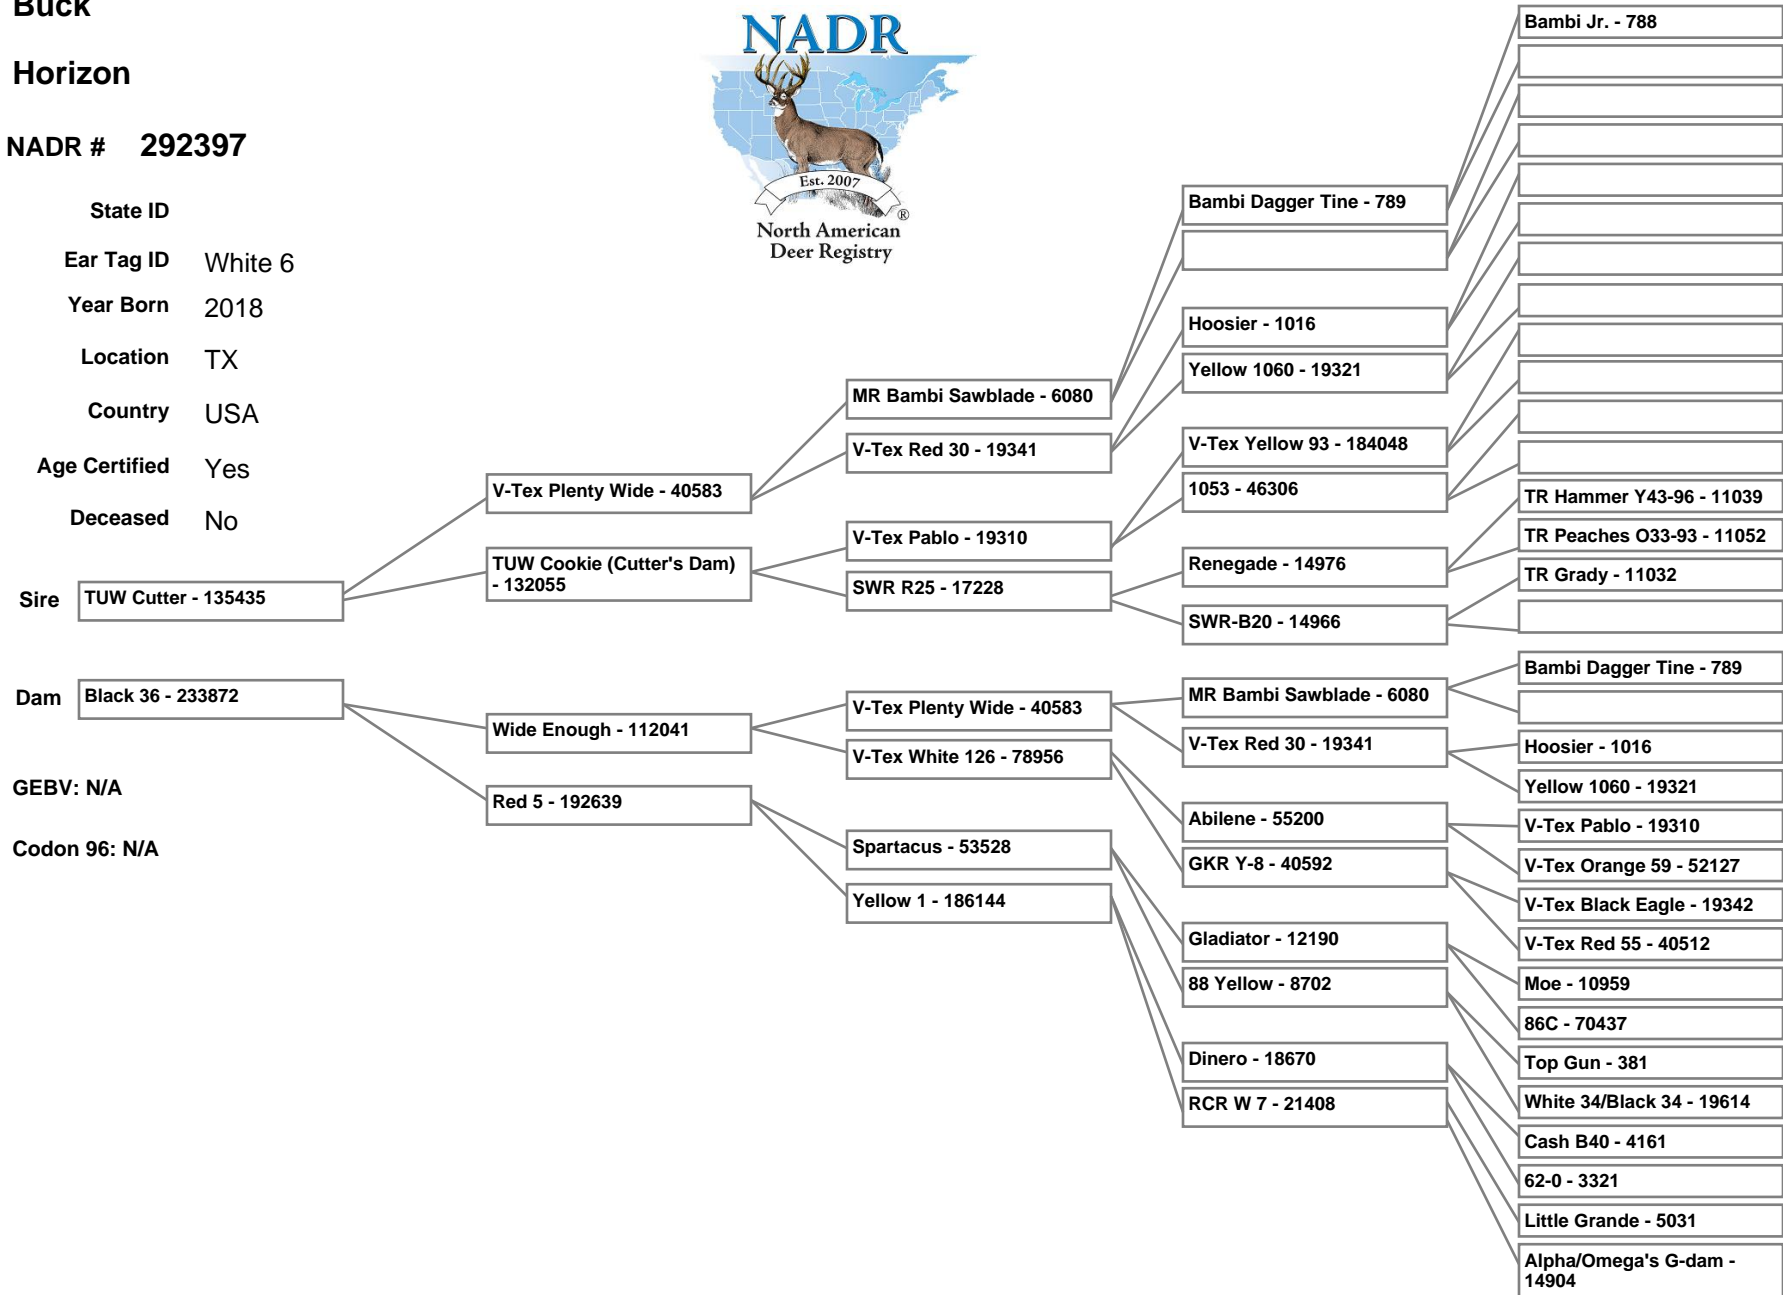 Buck
Horizon
NADR # 292397
State ID
Ear Tag ID White 6
Year Born 2018
Location TX
Country USA
Age Certified Yes
Deceased No
NADR
Est. 2007
®
North American
Deer Registry
Sire TUW Cutter - 135435
Dam Black 36 - 233872
GEBV: N/A
Codon 96: N/A
V-Tex Plenty Wide - 40583
TUW Cookie (Cutter's Dam)
- 132055
Wide Enough - 112041
Red 5 - 192639
MR Bambi Sawblade - 6080
V-Tex Red 30 - 19341
V-Tex Pablo - 19310
SWR R25 - 17228
V-Tex Plenty Wide - 40583
V-Tex White 126 - 78956
Spartacus - 53528
Yellow 1 - 186144
Bambi Dagger Tine - 789
Hoosier - 1016
Yellow 1060 - 19321
V-Tex Yellow 93 - 184048
1053 - 46306
Renegade - 14976
SWR-B20 - 14966
MR Bambi Sawblade - 6080
V-Tex Red 30 - 19341
Abilene - 55200
GKR Y-8 - 40592
Gladiator - 12190
88 Yellow - 8702
Dinero - 18670
RCR W 7 - 21408
Bambi Jr. - 788
TR Hammer Y43-96 - 11039
TR Peaches O33-93 - 11052
TR Grady - 11032
Bambi Dagger Tine - 789
Hoosier - 1016
Yellow 1060 - 19321
V-Tex Pablo - 19310
V-Tex Orange 59 - 52127
V-Tex Black Eagle - 19342
V-Tex Red 55 - 40512
Moe - 10959
86C - 70437
Top Gun - 381
White 34/Black 34 - 19614
Cash B40 - 4161
62-0 - 3321
Little Grande - 5031
Alpha/Omega's G-dam -
14904